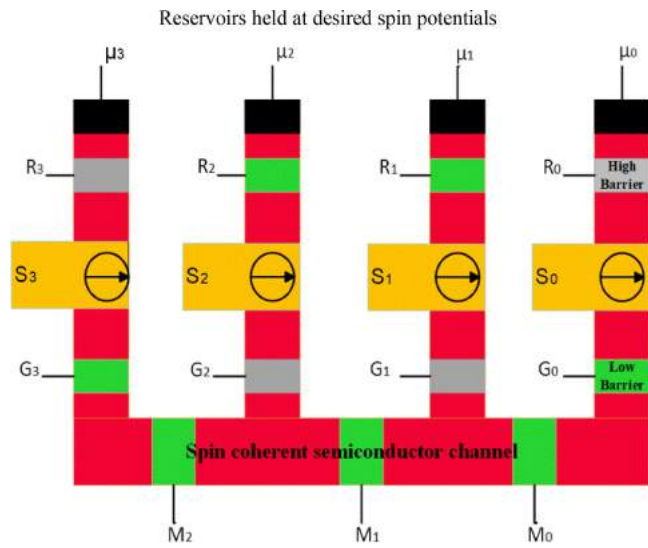 Reservoirs held at desired spin potentials
μ3 μ2 μ1 μ0
R3 R2 R1 R0 High Barrier
S3 S2 S1 S0
G3 G2 G1 G0 Low Barrier
Spin coherent semiconductor channel
M2 M1 M0